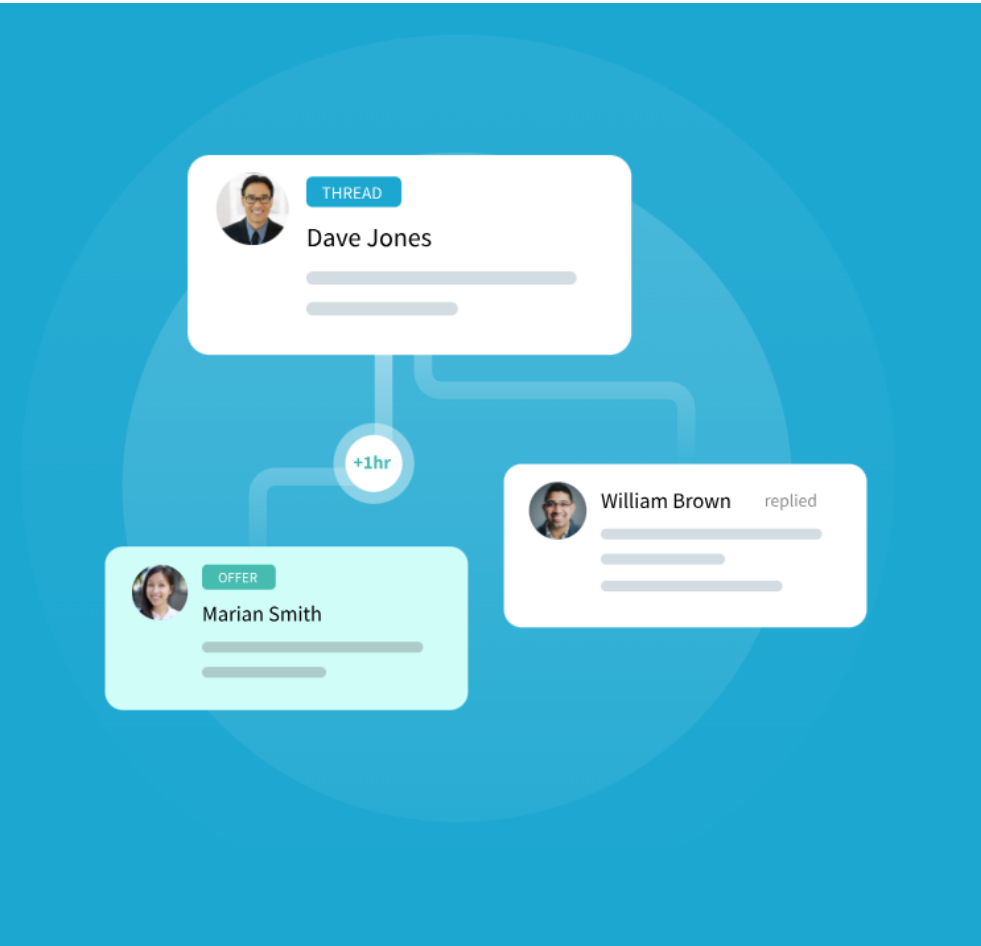 THREAD
Dave Jones
+1hr
William Brown replied
OFFER
Marian Smith